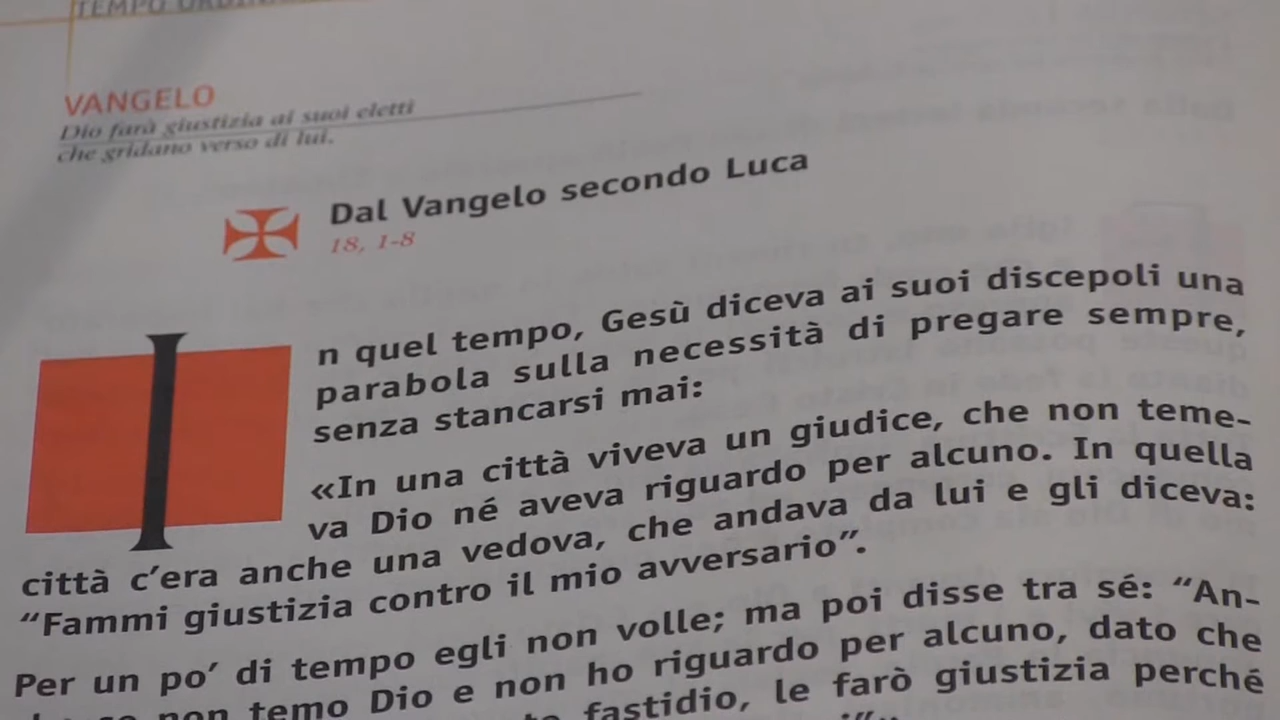 TEMPO
VANGELO
Dio farà giustizia ai suoi eletti
che gridano verso di lui.
Dal Vangelo secondo Luca
18, 1-8
In quel tempo, Gesù diceva ai suoi discepoli una
parabola sulla necessità di pregare sempre,
senza stancarsi mai:
«In una città viveva un giudice, che non teme-
va Dio né aveva riguardo per alcuno. In quella
città c’era anche una vedova, che andava da lui e gli diceva:
“Fammi giustizia contro il mio avversario”.
Per un po’ di tempo egli non volle; ma poi disse tra sé: “An-
non temo Dio e non ho riguardo per alcuno, dato che
fastidio, le farò giustizia perché